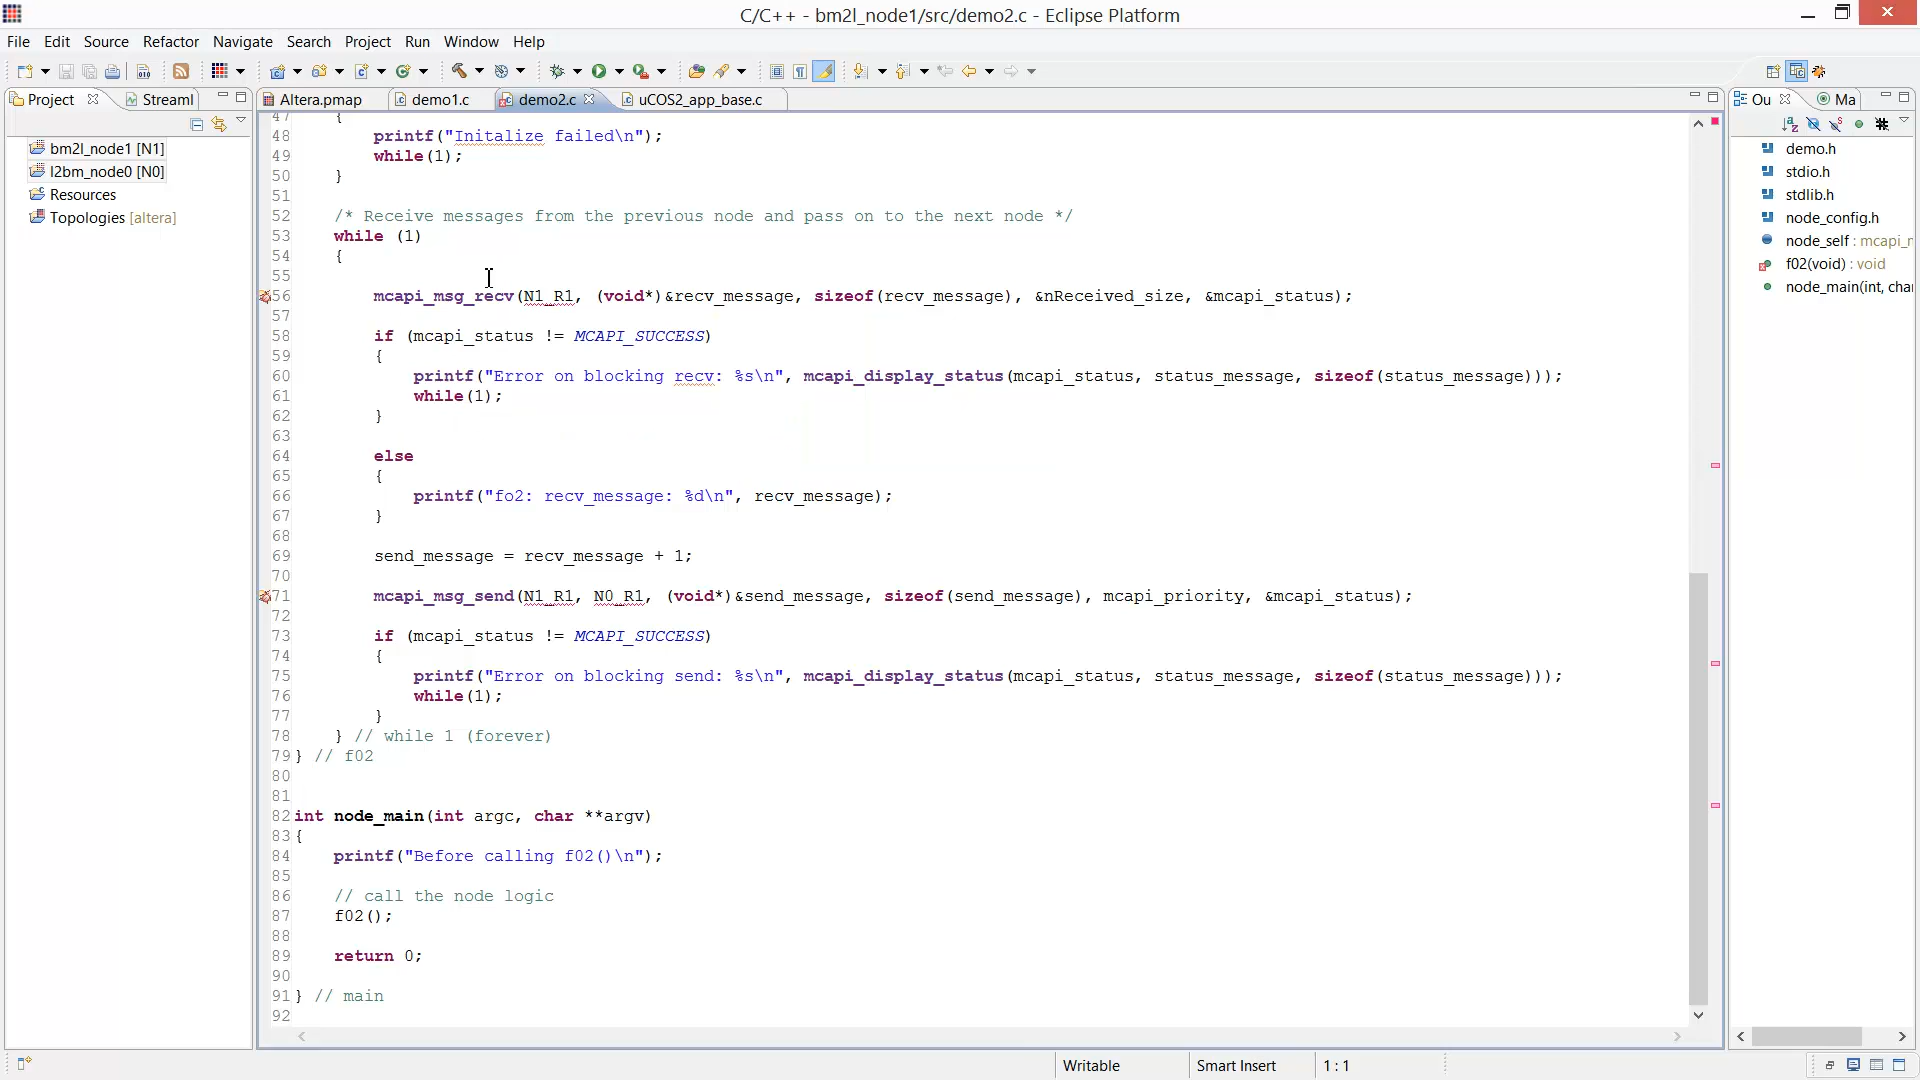 C/C++ - bm2l_node1/src/demo2.c - Eclipse Platform
File Edit Source Refactor Navigate Search Project Run Window Help
Project Streaml Altera.pmap demo1.c demo2.c uCOS2_app_base.c Ou Ma
bm2l_node1 [N1]
l2bm_node0 [N0]
Resources
Topologies [altera]
47 {
48 printf("Initalize failed\n");
49 while(1);
50 }
51
52 /* Receive messages from the previous node and pass on to the next node */
53 while (1)
54 {
55
56 mcapi_msg_recv(N1_R1, (void*)&recv_message, sizeof(recv_message), &nReceived_size, &mcapi_status);
57
58 if (mcapi_status != MCAPI_SUCCESS)
59 {
60 printf("Error on blocking recv: %s\n", mcapi_display_status(mcapi_status, status_message, sizeof(status_message)));
61 while(1);
62 }
63
64 else
65 {
66 printf("fo2: recv_message: %d\n", recv_message);
67 }
68
69 send_message = recv_message + 1;
70
71 mcapi_msg_send(N1_R1, N0_R1, (void*)&send_message, sizeof(send_message), mcapi_priority, &mcapi_status);
72
73 if (mcapi_status != MCAPI_SUCCESS)
74 {
75 printf("Error on blocking send: %s\n", mcapi_display_status(mcapi_status, status_message, sizeof(status_message)));
76 while(1);
77 }
78 } // while 1 (forever)
79 } // f02
80
81
82 int node_main(int argc, char **argv)
83 {
84 printf("Before calling f02()\n");
85
86 // call the node logic
87 f02();
88
89 return 0;
90
91 } // main
92
demo.h
stdio.h
stdlib.h
node_config.h
node_self : mcapi_n
f02(void) : void
node_main(int, cha
Writable Smart Insert 1 : 1